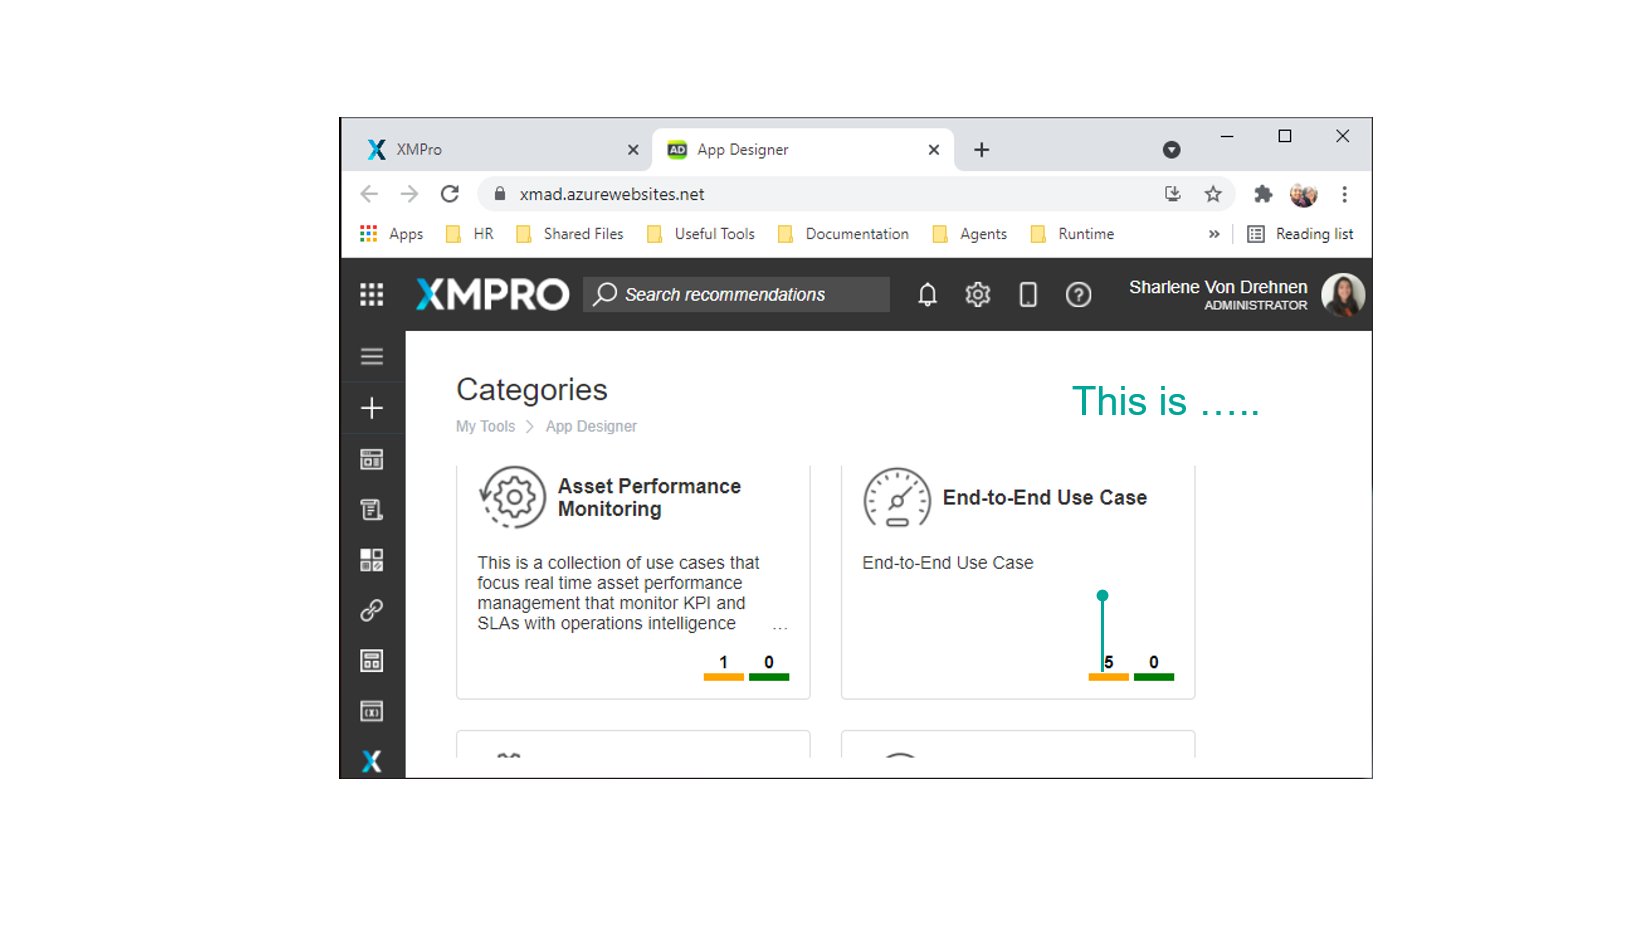 XMPro
AD App Designer
xmad.azurewebsites.net
Apps HR Shared Files Useful Tools Documentation Agents Runtime » Reading list
XMPRO Search recommendations Sharlene Von Drehnen
ADMINISTRATOR
Categories
This is .....
My Tools > App Designer
Asset Performance
Monitoring
End-to-End Use Case
This is a collection of use cases that
focus real time asset performance
management that monitor KPI and
SLAs with operations intelligence ...
End-to-End Use Case
1 0
5 0